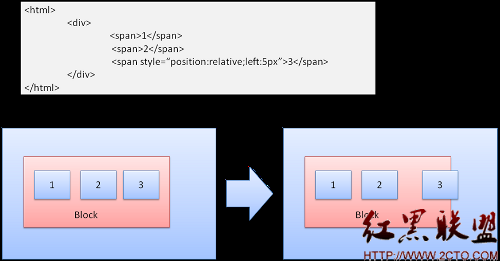 <html>
<div>
<span>1</span>
<span>2</span>
<span style="position:relative;left:5px">3</span>
</div>
</html>
1 2 3
Block
1 2 3
Block
红黑联盟
HTTP://WWW.2CTO.COM